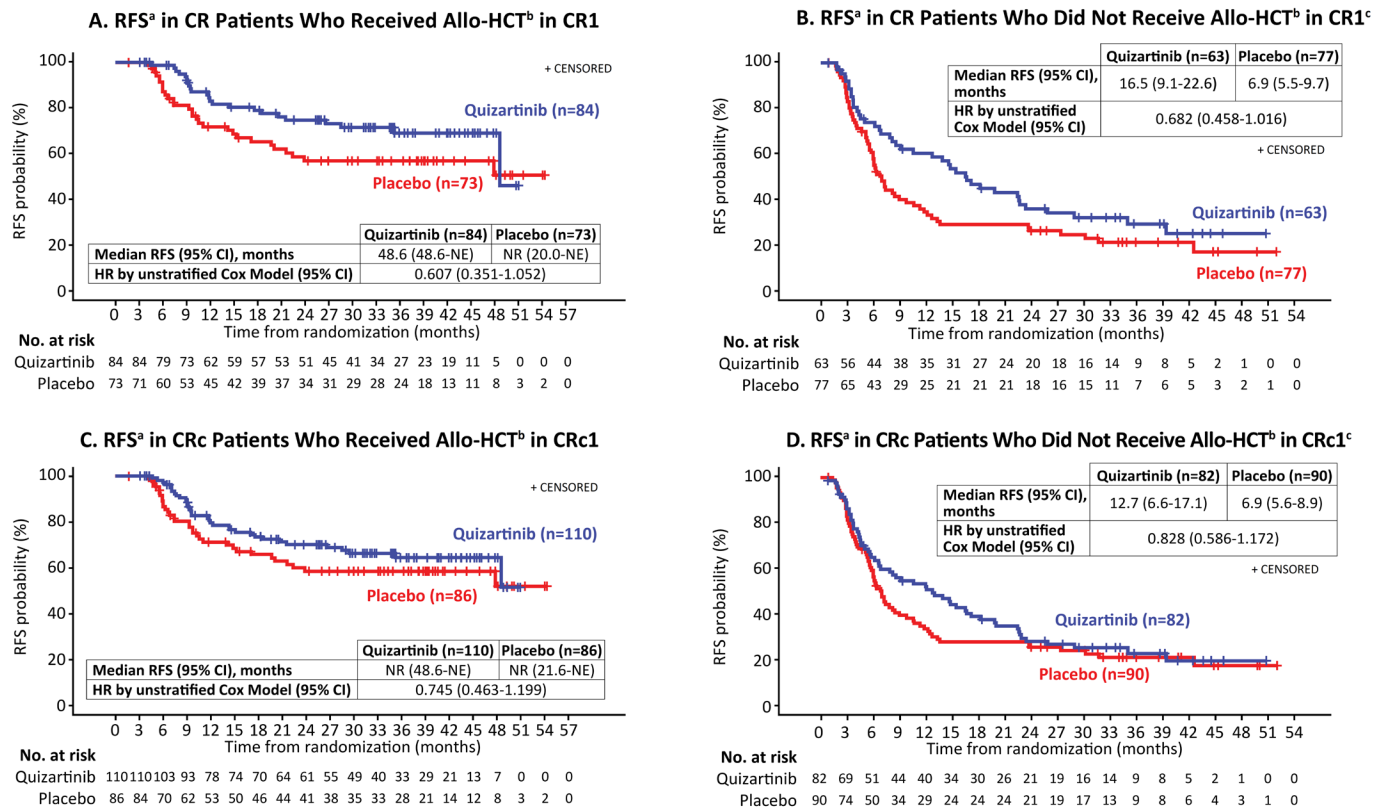 A. RFSᵃ in CR Patients Who Received Allo-HCTᵇ in CR1
RFS probability (%)
100
80
60
40
20
0
+ CENSORED
Quizartinib (n=84)
Placebo (n=73)
Quizartinib (n=84) Placebo (n=73)
Median RFS (95% CI), months 48.6 (48.6-NE) NR (20.0-NE)
HR by unstratified Cox Model (95% CI) 0.607 (0.351-1.052)
0 3 6 9 12 15 18 21 24 27 30 33 36 39 42 45 48 51 54 57
Time from randomization (months)
No. at risk
Quizartinib 84 84 79 73 62 59 57 53 51 45 41 34 27 23 19 11 5 0 0 0
Placebo 73 71 60 53 45 42 39 37 34 31 29 28 24 18 13 11 8 3 2 0
B. RFSᵃ in CR Patients Who Did Not Receive Allo-HCTᵇ in CR1ᶜ
RFS probability (%)
100
80
60
40
20
0
Quizartinib (n=63) Placebo (n=77)
Median RFS (95% CI),
months 16.5 (9.1-22.6) 6.9 (5.5-9.7)
HR by unstratified
Cox Model (95% CI) 0.682 (0.458-1.016)
+ CENSORED
Quizartinib (n=63)
Placebo (n=77)
0 3 6 9 12 15 18 21 24 27 30 33 36 39 42 45 48 51 54
Time from randomization (months)
No. at risk
Quizartinib 63 56 44 38 35 31 27 24 20 18 16 14 9 8 5 2 1 0 0
Placebo 77 65 43 29 25 21 21 21 18 16 15 11 7 6 5 3 2 1 0
C. RFSᵃ in CRc Patients Who Received Allo-HCTᵇ in CRc1
RFS probability (%)
100
80
60
40
20
0
+ CENSORED
Quizartinib (n=110)
Placebo (n=86)
Quizartinib (n=110) Placebo (n=86)
Median RFS (95% CI), months NR (48.6-NE) NR (21.6-NE)
HR by unstratified Cox Model (95% CI) 0.745 (0.463-1.199)
0 3 6 9 12 15 18 21 24 27 30 33 36 39 42 45 48 51 54 57
Time from randomization (months)
No. at risk
Quizartinib 110 110 103 93 78 74 70 64 61 55 49 40 33 29 21 13 7 0 0 0
Placebo 86 84 70 62 53 50 46 44 41 38 35 33 28 21 14 12 8 3 2 0
D. RFSᵃ in CRc Patients Who Did Not Receive Allo-HCTᵇ in CRc1ᶜ
RFS probability (%)
100
80
60
40
20
0
Quizartinib (n=82) Placebo (n=90)
Median RFS (95% CI),
months 12.7 (6.6-17.1) 6.9 (5.6-8.9)
HR by unstratified
Cox Model (95% CI) 0.828 (0.586-1.172)
+ CENSORED
Quizartinib (n=82)
Placebo (n=90)
0 3 6 9 12 15 18 21 24 27 30 33 36 39 42 45 48 51 54
Time from randomization (months)
No. at risk
Quizartinib 82 69 51 44 40 34 30 26 21 19 16 14 9 8 5 2 1 0 0
Placebo 90 74 50 34 29 24 24 24 21 19 17 13 9 8 6 4 3 1 0